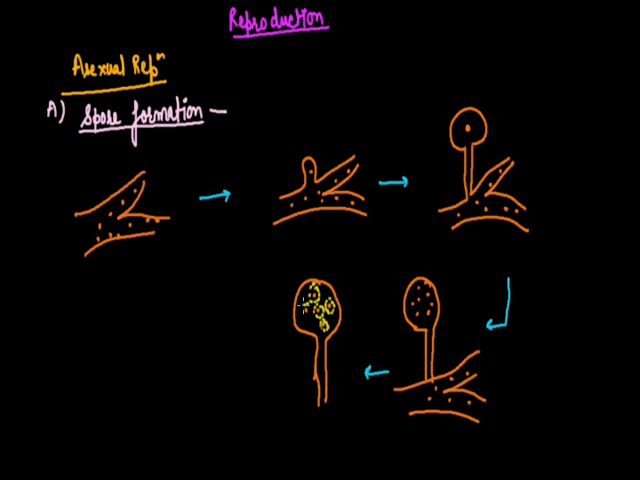 Reproduction
Asexual Repⁿ
A) Spore formation —